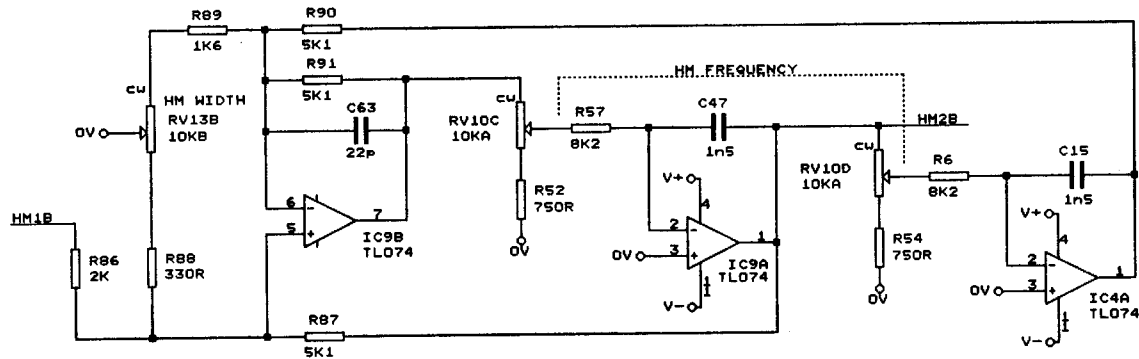 R89
1K6
R90
5K1
R91
5K1
C63
22p
CW
HM WIDTH
RV13B
10KB
0V
HM1B
R86
2K
R88
330R
R87
5K1
6
5
7
IC9B
TL074
HM FREQUENCY
CW
RV10C
10KA
R52
750R
0V
R57
8K2
C47
1n5
V+
4
2
3
0V
1
11
V-
IC9A
TL074
HM2B
CW
RV10D
10KA
R54
750R
0V
R6
8K2
C15
1n5
V+
4
2
3
0V
1
11
V-
IC4A
TL074